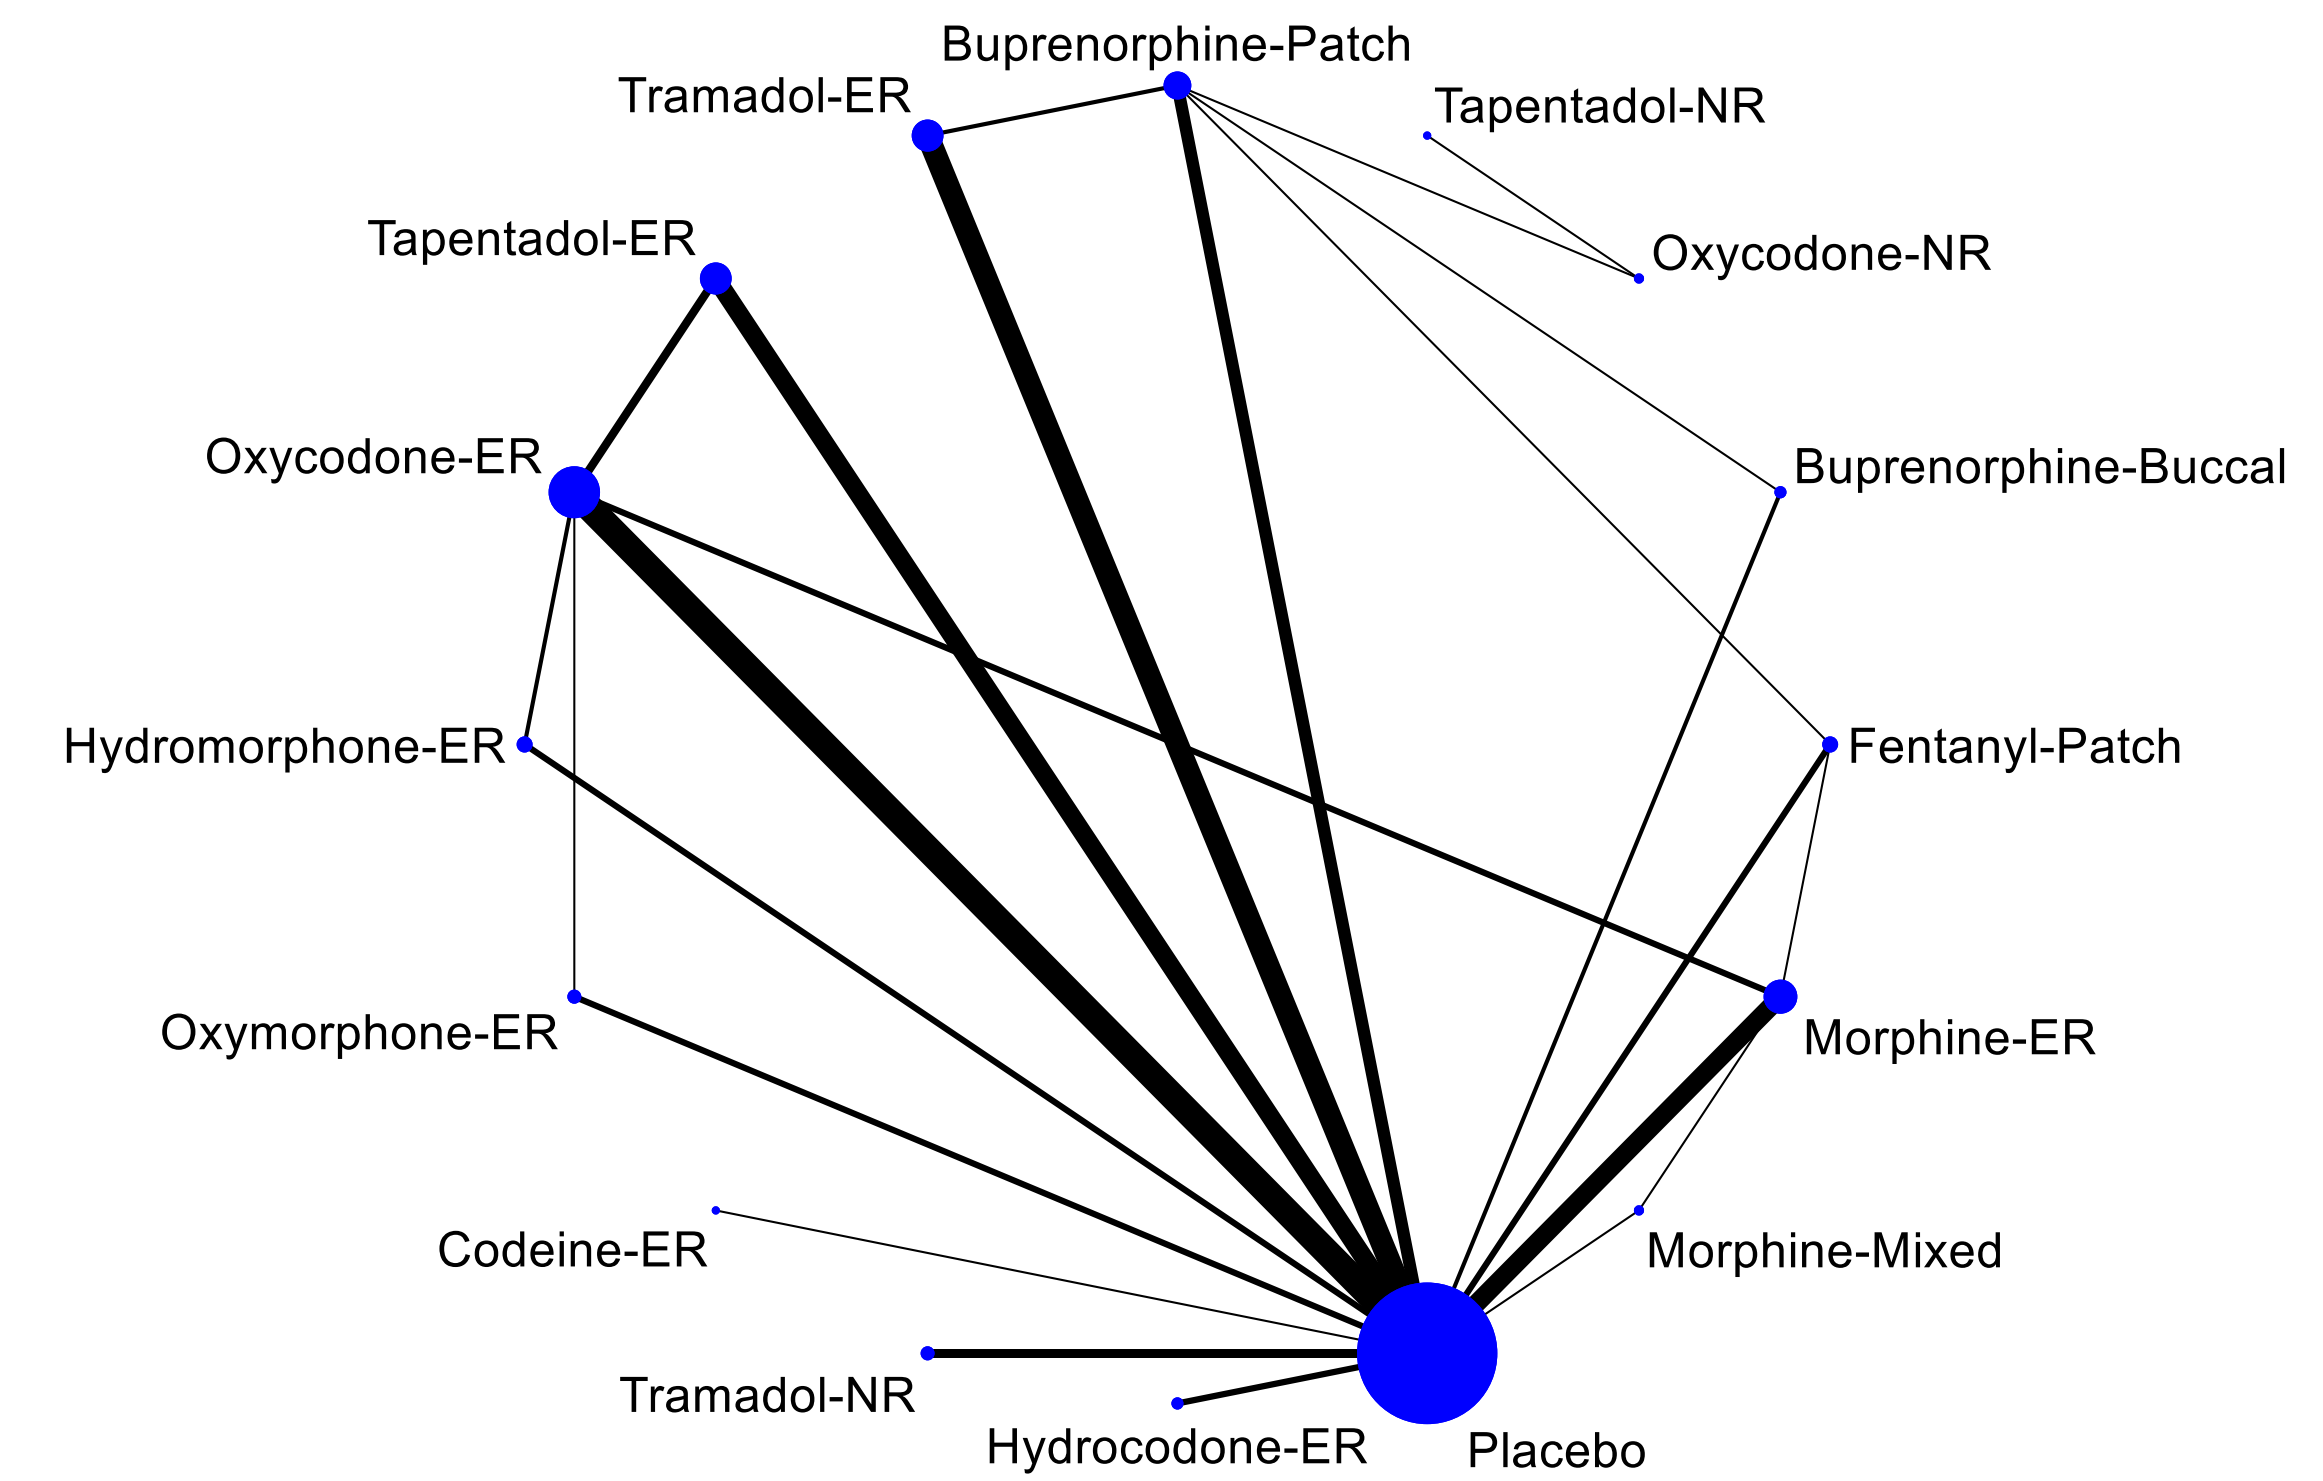 Buprenorphine-Patch
Tramadol-ER
Tapentadol-NR
Tapentadol-ER
Oxycodone-NR
Oxycodone-ER
Buprenorphine-Buccal
Hydromorphone-ER
Fentanyl-Patch
Oxymorphone-ER
Morphine-ER
Codeine-ER
Morphine-Mixed
Tramadol-NR
Hydrocodone-ER
Placebo